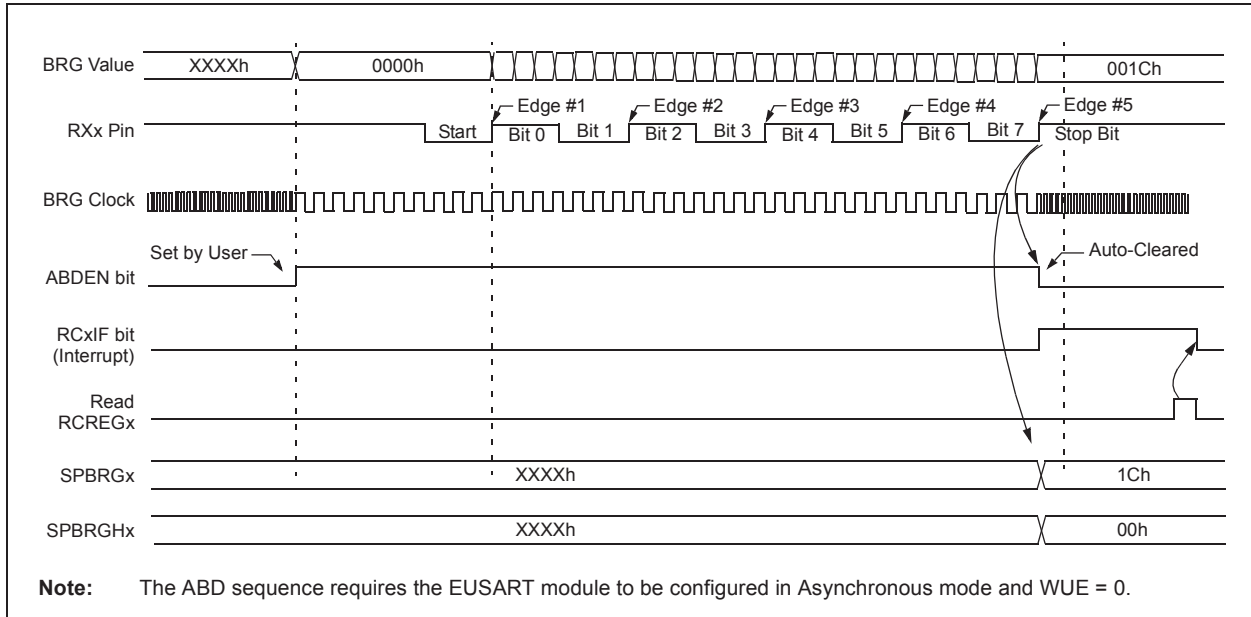 BRG Value XXXXh 0000h 001Ch
Edge #1 Edge #2 Edge #3 Edge #4 Edge #5
RXx Pin Start Bit 0 Bit 1 Bit 2 Bit 3 Bit 4 Bit 5 Bit 6 Bit 7 Stop Bit
BRG Clock
Set by User Auto-Cleared
ABDEN bit
RCxIF bit
(Interrupt)
Read
RCREGx
SPBRGx XXXXh 1Ch
SPBRGHx XXXXh 00h
Note: The ABD sequence requires the EUSART module to be configured in Asynchronous mode and WUE = 0.